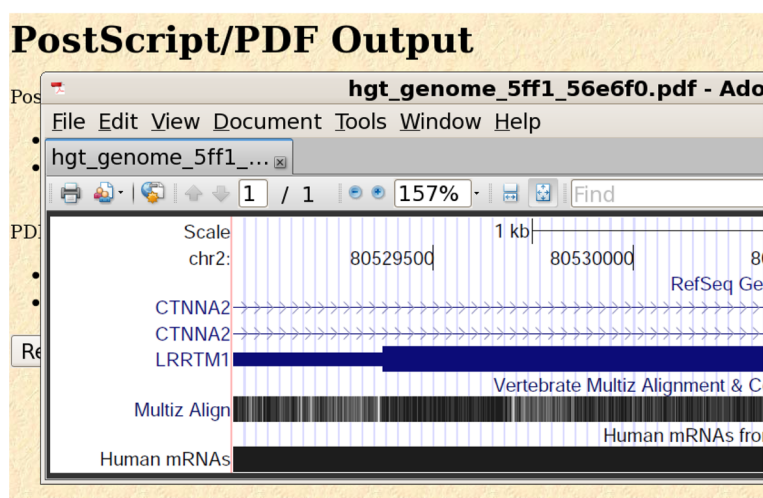 PostScript/PDF Output
hgt_genome_5ff1_56e6f0.pdf - Ado
File Edit View Document Tools Window Help
hgt_genome_5ff1_...
1 / 1 157% Find
Scale 1 kb
chr2: 80529500 80530000
RefSeq Ge
CTNNA2
CTNNA2
LRRTM1
Vertebrate Multiz Alignment & C
Multiz Align
Human mRNAs fro
Human mRNAs